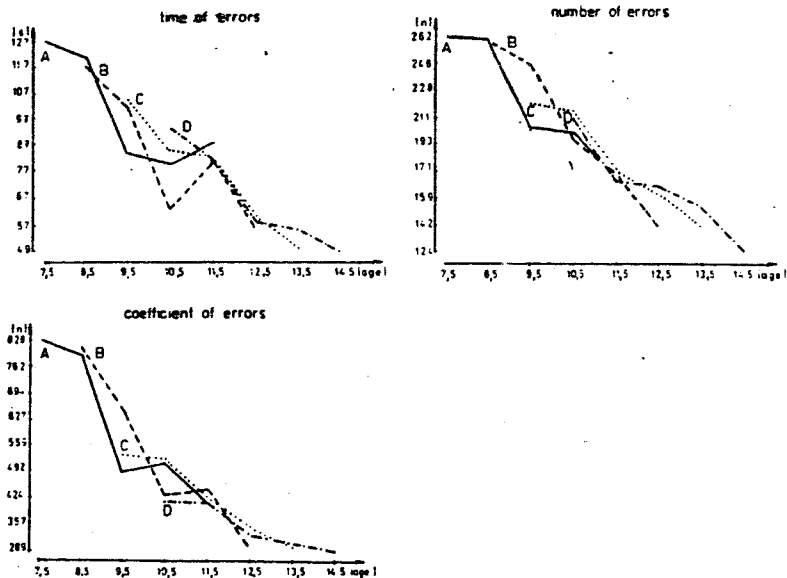 time of errors
[s]
127
117
107
97
87
77
67
57
49
A
B
C
D
7,5 8,5 9,5 10,5 11,5 12,5 13,5 14 5 [age]
number of errors
[n]
262
246
228
211
193
171
159
142
124
A
B
C
D
7,5 8,5 9,5 10,5 11,5 12,5 13,5 14 5 [age]
coefficient of errors
[n]
828
762
69
627
555
492
424
357
289
A
B
C
D
7,5 8,5 9,5 10,5 11,5 12,5 13,5 14,5 [age]